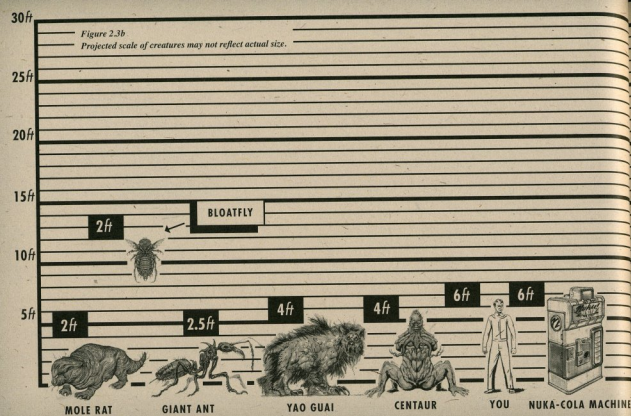 30ft
Figure 2.3b
Projected scale of creatures may not reflect actual size.
25ft
20ft
15ft
BLOATFLY
2ft
10ft
5ft
2ft
2.5ft
4ft
4ft
6ft
6ft
MOLE RAT
GIANT ANT
YAO GUAI
CENTAUR
YOU
NUKA-COLA MACHINE